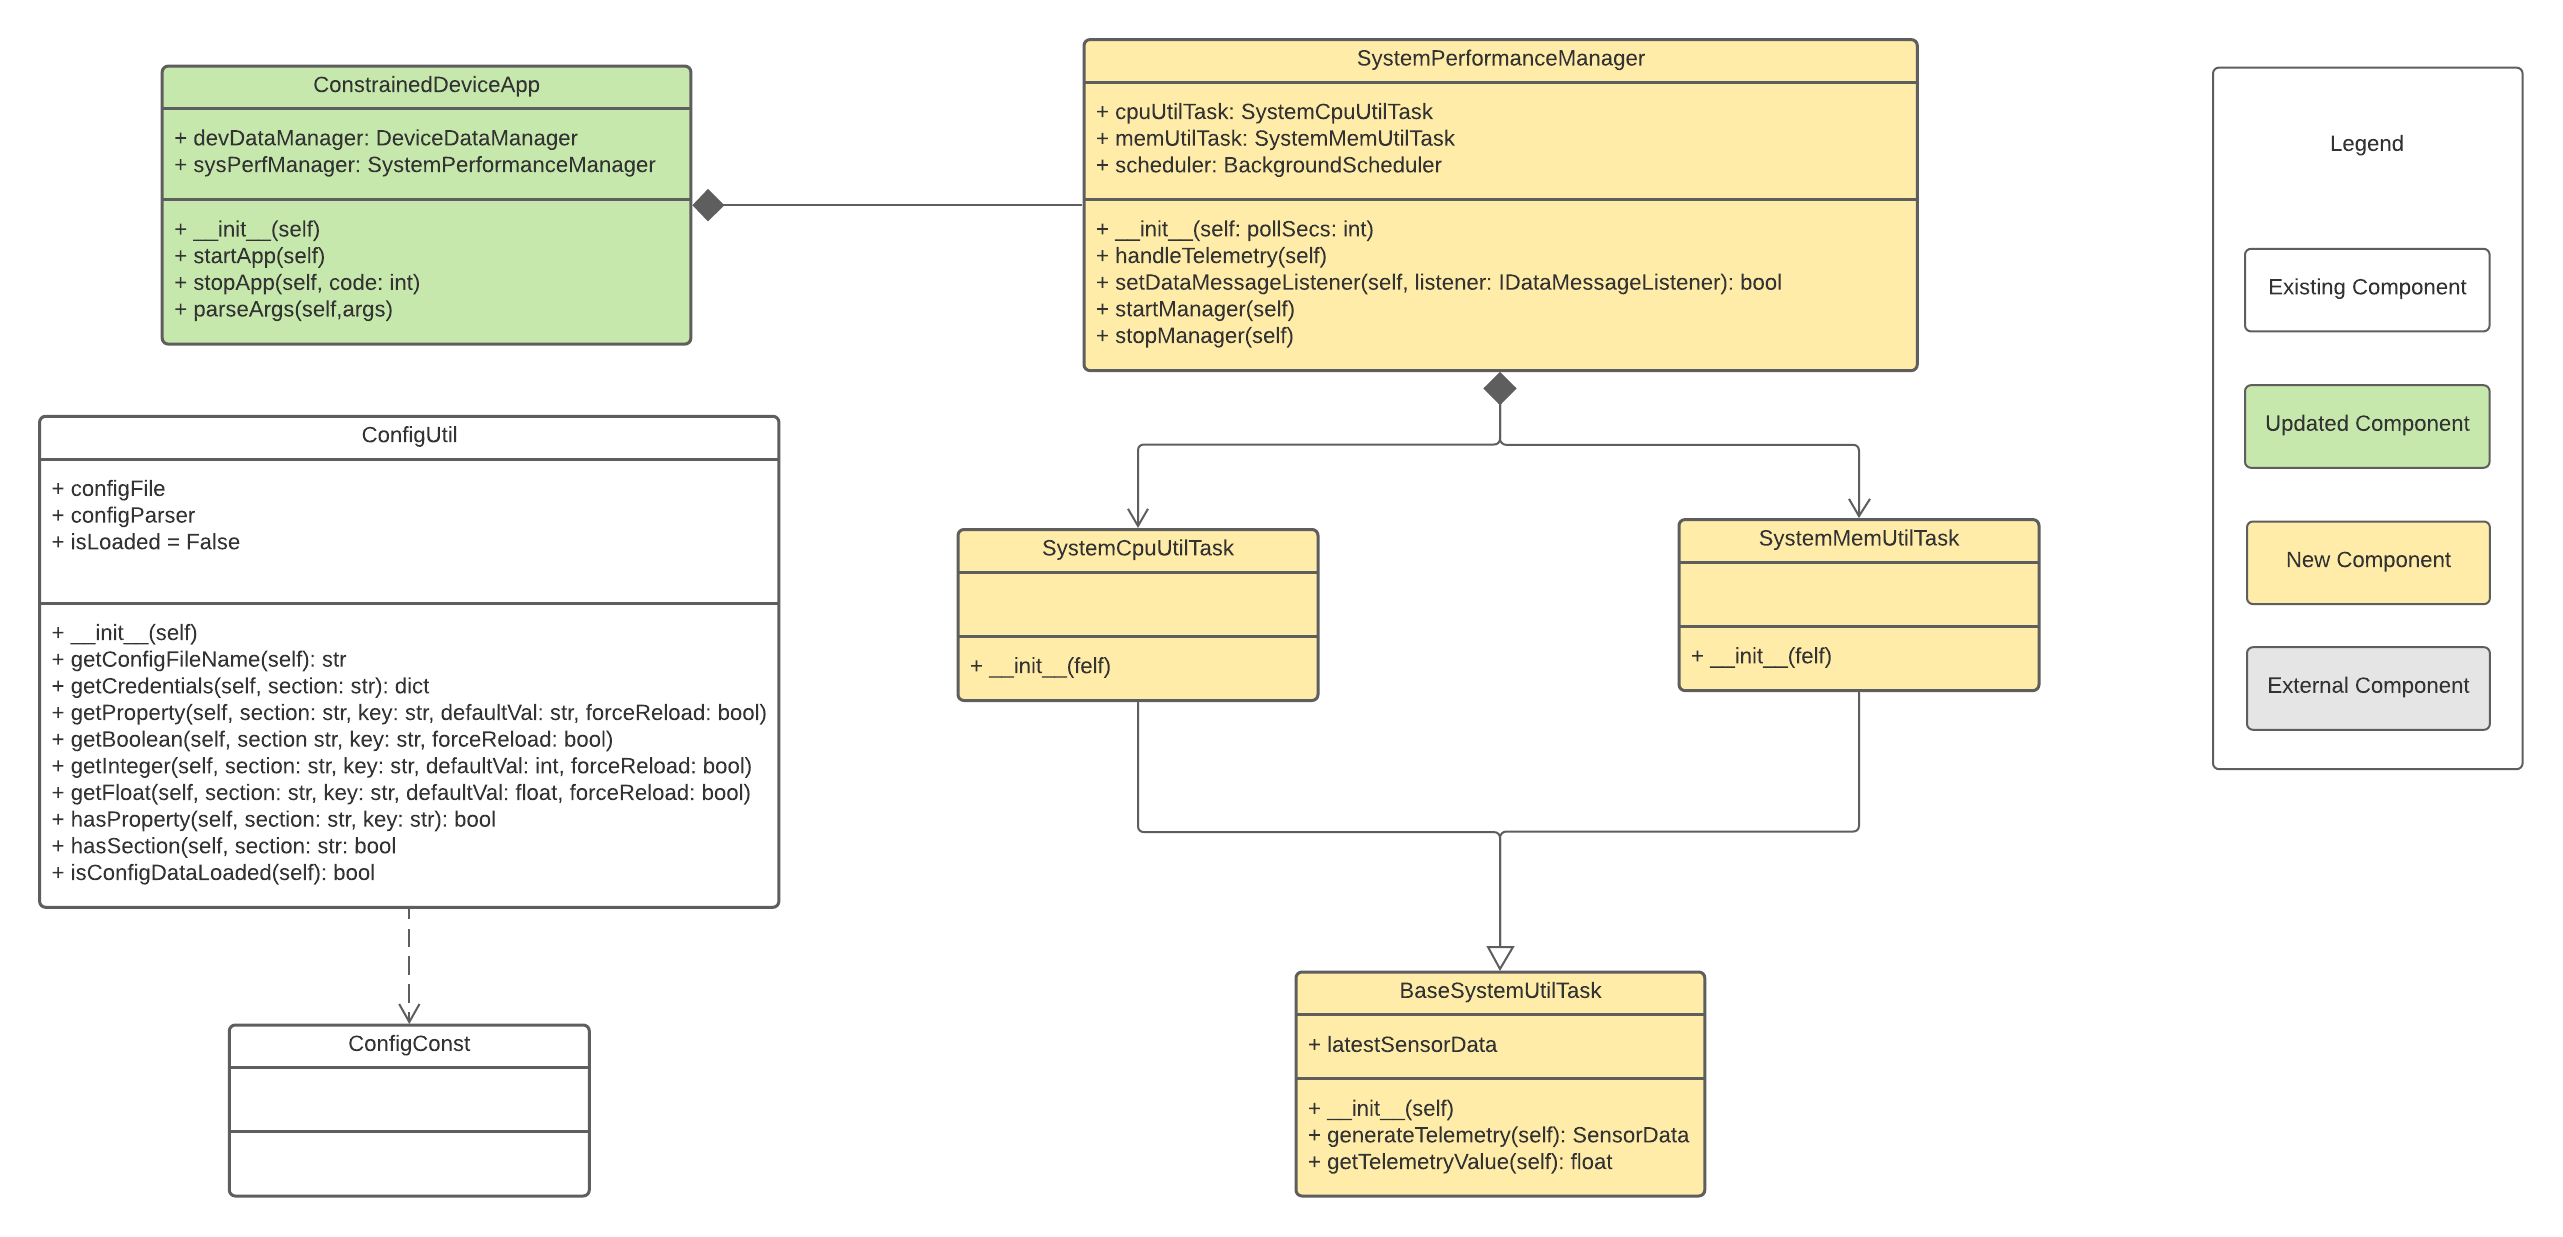 ConstrainedDeviceApp
+ devDataManager: DeviceDataManager
+ sysPerfManager: SystemPerformanceManager
+ __init__(self)
+ startApp(self)
+ stopApp(self, code: int)
+ parseArgs(self,args)
SystemPerformanceManager
+ cpuUtilTask: SystemCpuUtilTask
+ memUtilTask: SystemMemUtilTask
+ scheduler: BackgroundScheduler
+ __init__(self: pollSecs: int)
+ handleTelemetry(self)
+ setDataMessageListener(self, listener: IDataMessageListener): bool
+ startManager(self)
+ stopManager(self)
ConfigUtil
+ configFile
+ configParser
+ isLoaded = False
+ __init__(self)
+ getConfigFileName(self): str
+ getCredentials(self, section: str): dict
+ getProperty(self, section: str, key: str, defaultVal: str, forceReload: bool)
+ getBoolean(self, section str, key: str, forceReload: bool)
+ getInteger(self, section: str, key: str, defaultVal: int, forceReload: bool)
+ getFloat(self, section: str, key: str, defaultVal: float, forceReload: bool)
+ hasProperty(self, section: str, key: str): bool
+ hasSection(self, section: str: bool
+ isConfigDataLoaded(self): bool
ConfigConst
SystemCpuUtilTask
+ __init__(felf)
SystemMemUtilTask
+ __init__(felf)
BaseSystemUtilTask
+ latestSensorData
+ __init__(self)
+ generateTelemetry(self): SensorData
+ getTelemetryValue(self): float
Legend
Existing Component
Updated Component
New Component
External Component